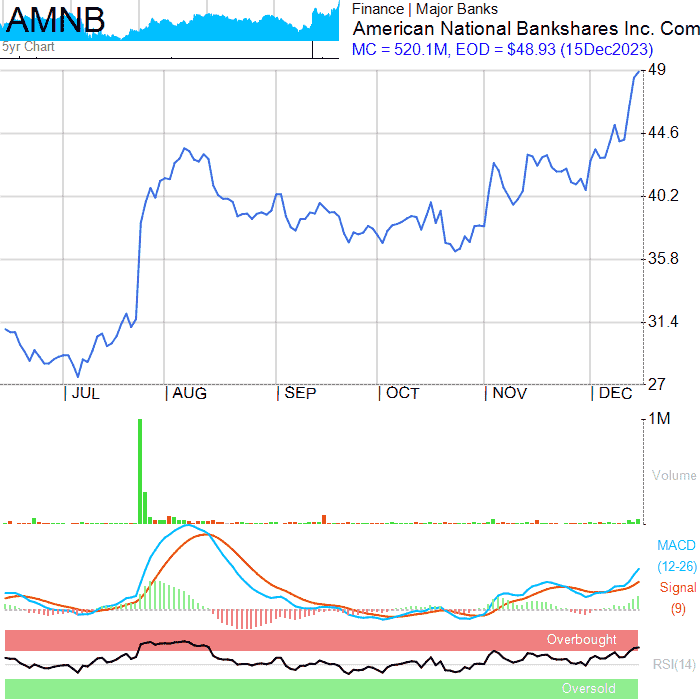 AMNB
5yr Chart
Finance | Major Banks
American National Bankshares Inc. Com
MC = 520.1M, EOD = $48.93 (15Dec2023)
49
44.6
40.2
35.8
31.4
27
JUL AUG SEP OCT NOV DEC
1M
Volume
MACD
(12-26)
Signal
(9)
Overbought
RSI(14)
Oversold